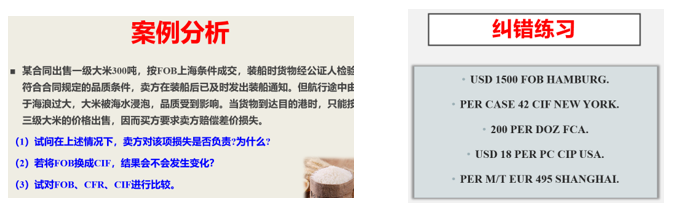 案例分析
某合同出售一级大米300吨，按FOB上海条件成交，装船时货物经公证人检验
符合合同规定的品质条件，卖方在装船后已及时发出装船通知。但航行途中由
于海浪过大，大米被海水浸泡，品质受到影响。当货物到达目的港时，只能按
三级大米的价格出售，因而买方要求卖方赔偿差价损失。
(1）试问在上述情况下，卖方对该项损失是否负责?为什么?
(2）若将FOB换成CIF，结果会不会发生变化？
(3）试对FOB、CFR、CIF进行比较。
纠错练习
USD 1500 FOB HAMBURG.
PER CASE 42 CIF NEW YORK.
200 PER DOZ FCA.
USD 18 PER PC CIP USA.
PER M/T EUR 495 SHANGHAI.